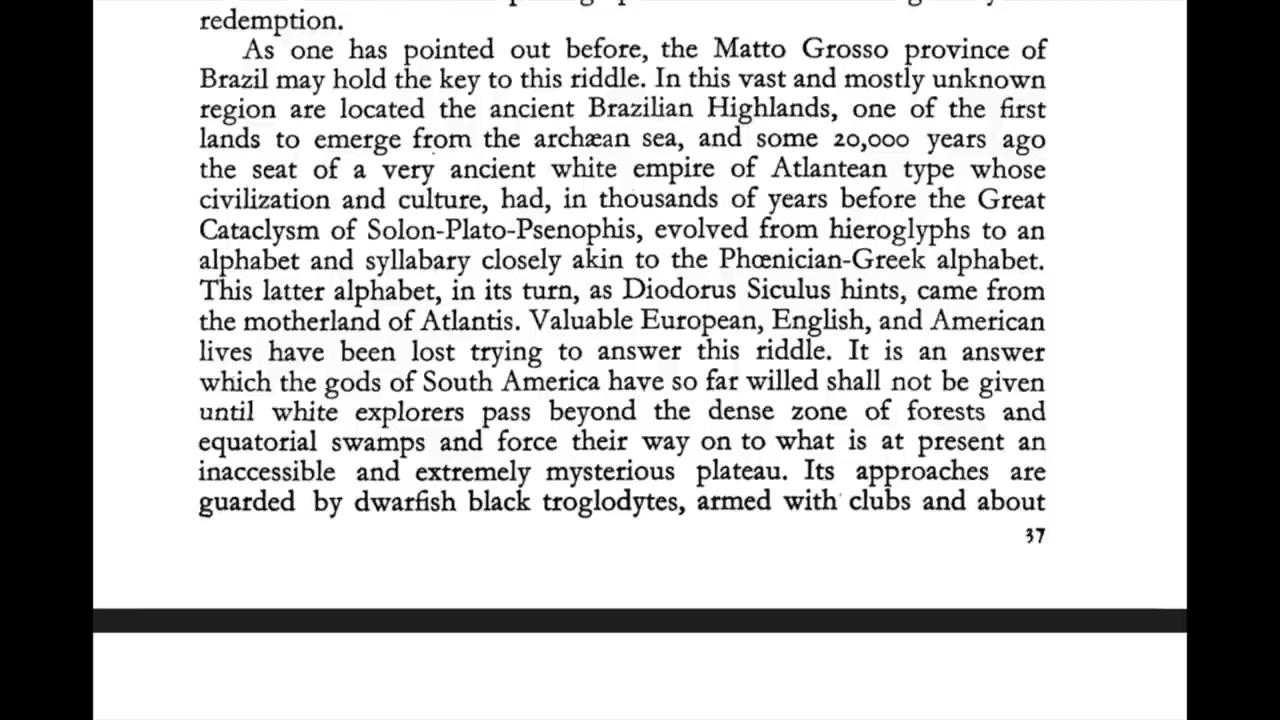 redemption.
As one has pointed out before, the Matto Grosso province of
Brazil may hold the key to this riddle. In this vast and mostly unknown
region are located the ancient Brazilian Highlands, one of the first
lands to emerge from the archæan sea, and some 20,000 years ago
the seat of a very ancient white empire of Atlantean type whose
civilization and culture, had, in thousands of years before the Great
Cataclysm of Solon-Plato-Psenophis, evolved from hieroglyphs to an
alphabet and syllabary closely akin to the Phœnician-Greek alphabet.
This latter alphabet, in its turn, as Diodorus Siculus hints, came from
the motherland of Atlantis. Valuable European, English, and American
lives have been lost trying to answer this riddle. It is an answer
which the gods of South America have so far willed shall not be given
until white explorers pass beyond the dense zone of forests and
equatorial swamps and force their way on to what is at present an
inaccessible and extremely mysterious plateau. Its approaches are
guarded by dwarfish black troglodytes, armed with clubs and about
37